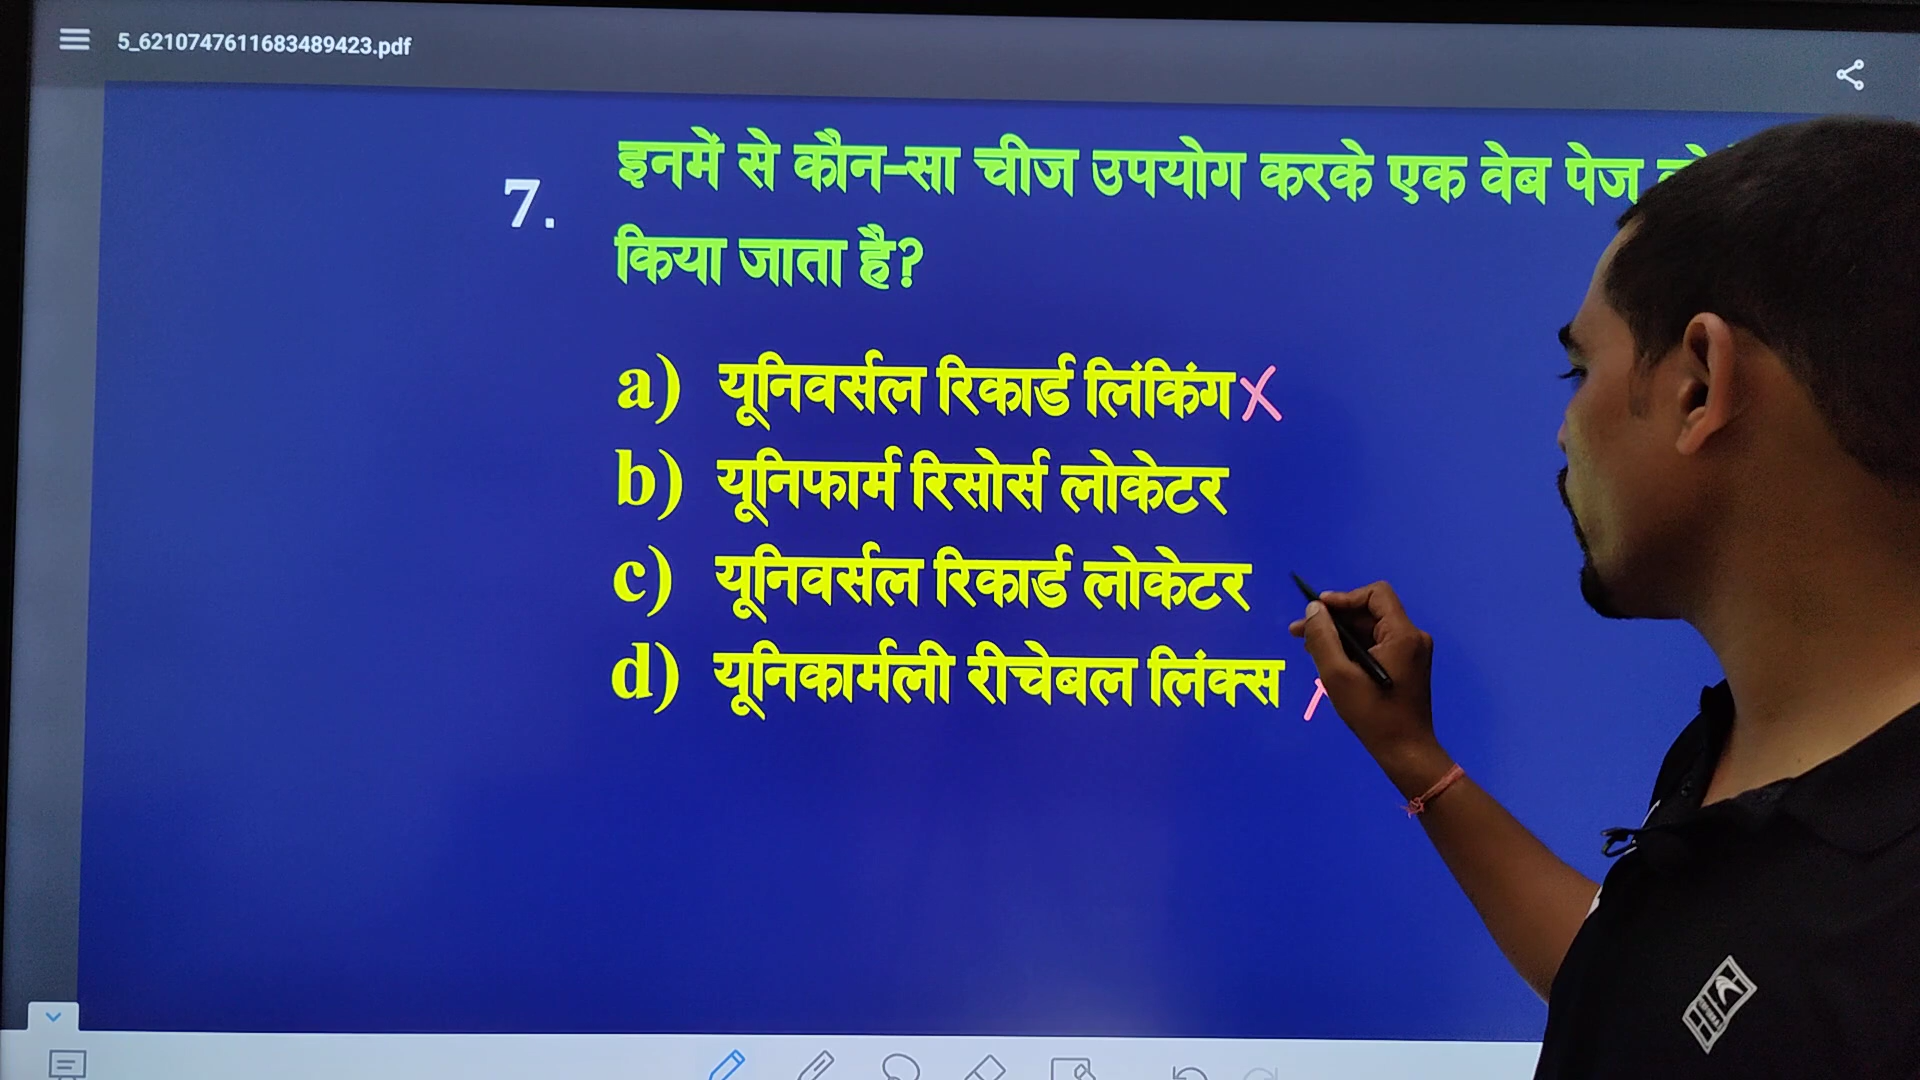 5_6210747611683489423.pdf
7. इनमें से कौन-सा चीज उपयोग करके एक वेब पेज
किया जाता है?
a) यूनिवर्सल रिकार्ड लिंकिंग
b) यूनिफार्म रिसोर्स लोकेटर
c) यूनिवर्सल रिकार्ड लोकेटर
d) यूनिकार्मली रीचेबल लिंक्स